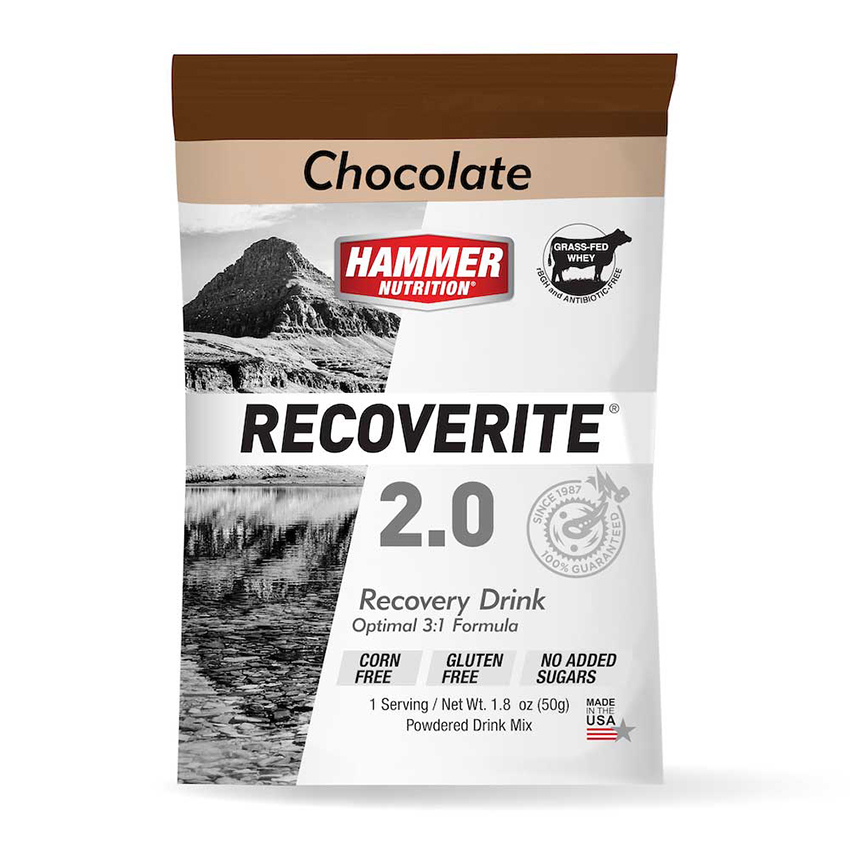 Chocolate
HAMMER
NUTRITION®
GRASS-FED
WHEY
rBGH and ANTIBIOTIC-FREE
RECOVERITE®
2.0
SINCE 1987
100% GUARANTEED
Recovery Drink
Optimal 3:1 Formula
CORN
FREE
GLUTEN
FREE
NO ADDED
SUGARS
1 Serving / Net Wt. 1.8 oz (50g)
Powdered Drink Mix
MADE
IN THE
USA